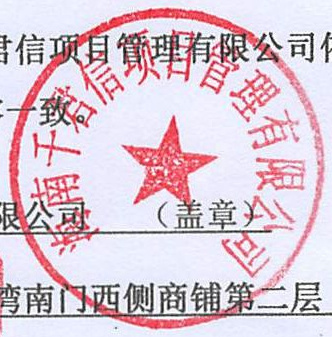 君信项目管理有限公司
一致。
限公司 （盖章）
湾南门西侧商铺第二层
海南千君信项目管理有限公司